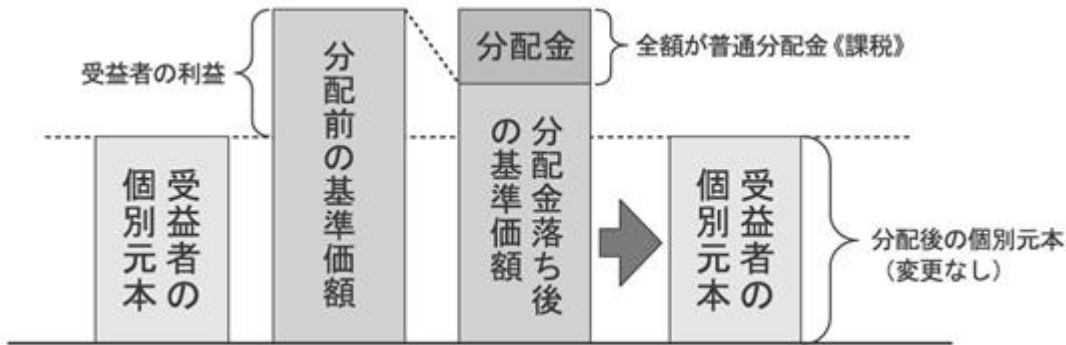 受益者の利益
受益者の
個別元本
分配前の基準価額
分配金
全額が普通分配金《課税》
分配金落ち後
の基準価額
受益者の
個別元本
分配後の個別元本
（変更なし）